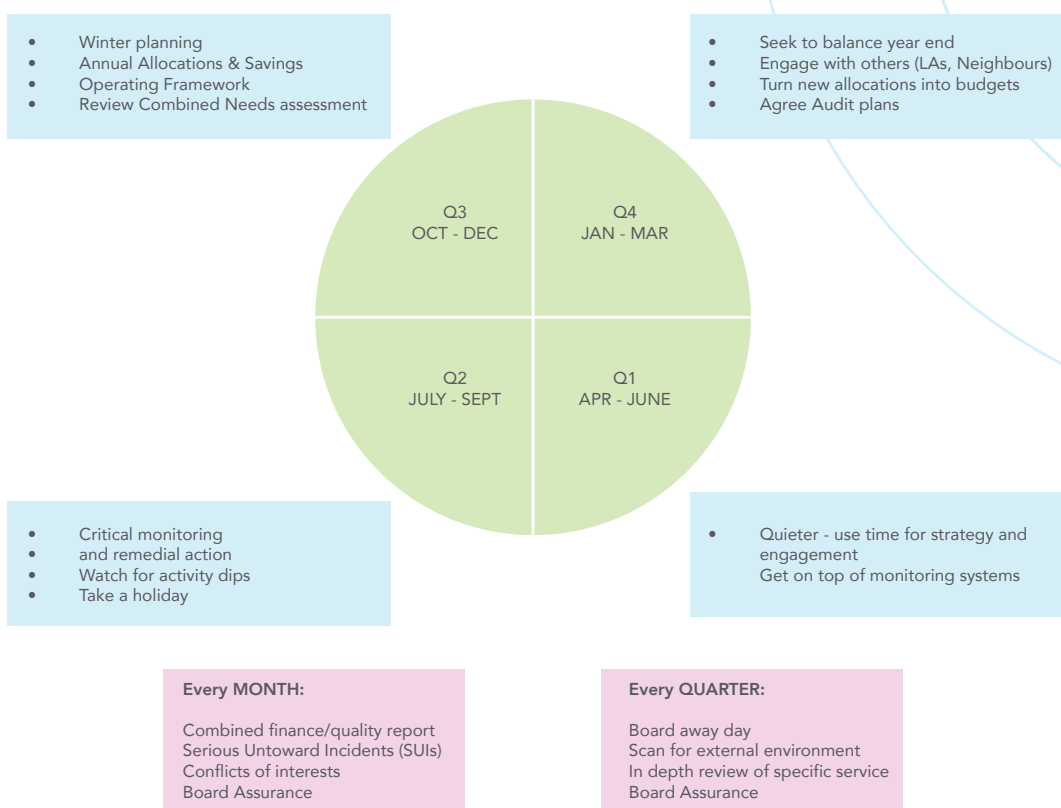 • Winter planning
• Annual Allocations & Savings
• Operating Framework
• Review Combined Needs assessment
• Seek to balance year end
• Engage with others (LAs, Neighbours)
• Turn new allocations into budgets
• Agree Audit plans
Q3
OCT - DEC
Q4
JAN - MAR
Q2
JULY - SEPT
Q1
APR - JUNE
• Critical monitoring
• and remedial action
• Watch for activity dips
• Take a holiday
• Quieter - use time for strategy and
engagement
Get on top of monitoring systems
Every MONTH:
Combined finance/quality report
Serious Untoward Incidents (SUIs)
Conflicts of interests
Board Assurance
Every QUARTER:
Board away day
Scan for external environment
In depth review of specific service
Board Assurance